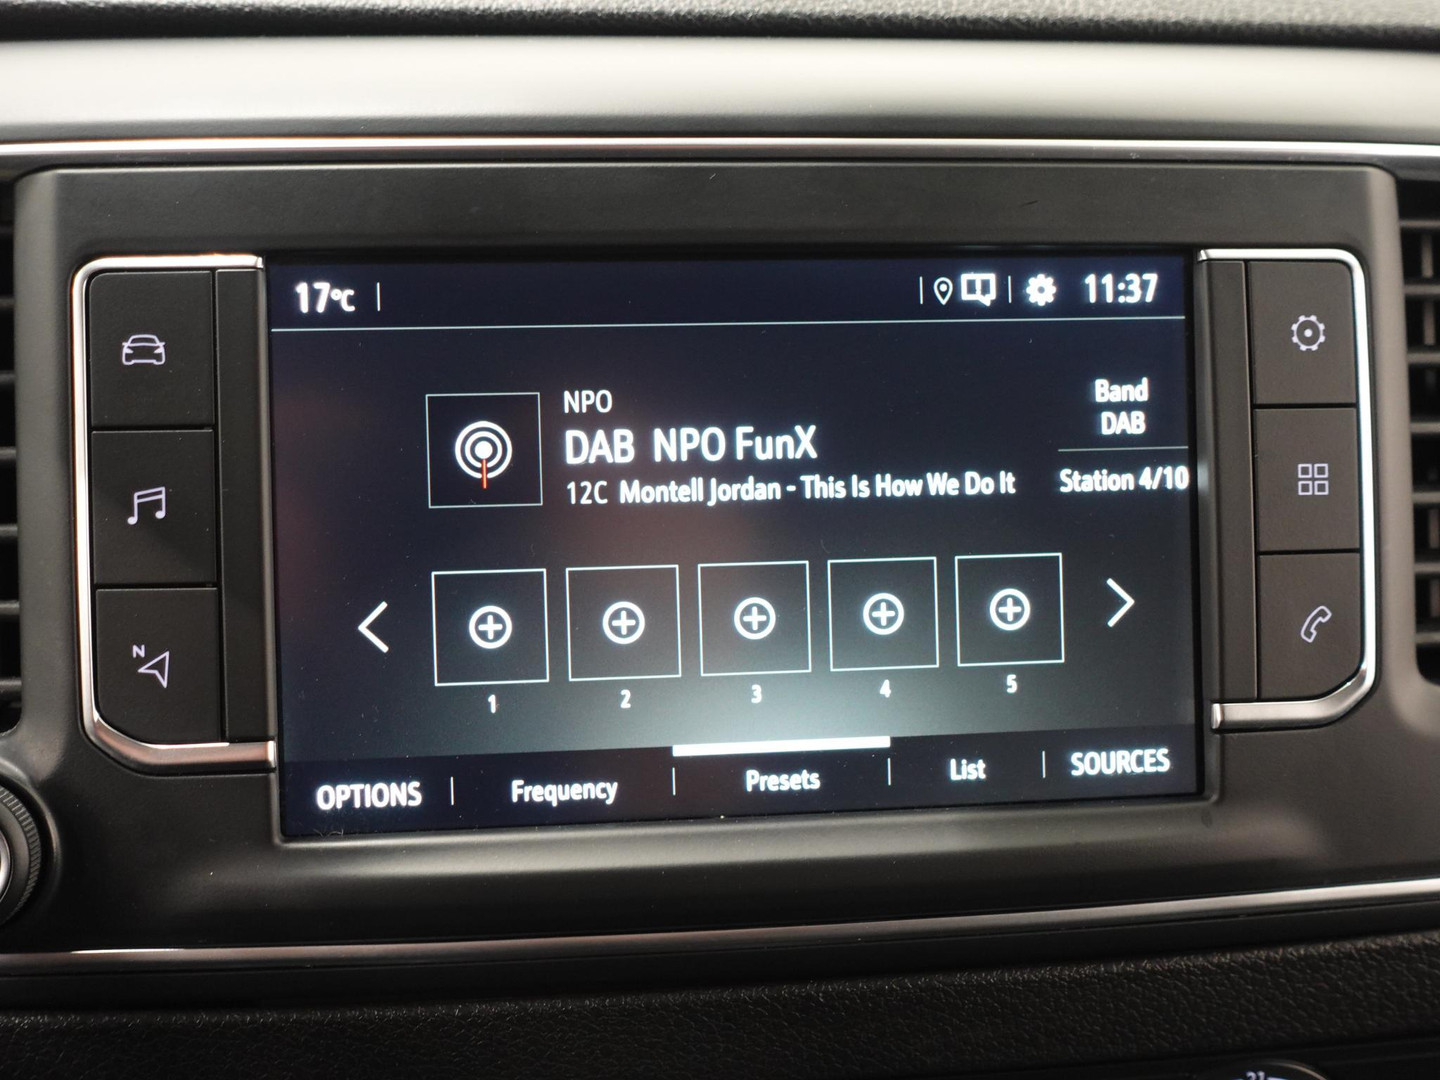 17°C
11:37
NPO
DAB NPO FunX
12C Montell Jordan - This Is How We Do It
Band
DAB
Station 4/10
N
1 2 3 4 5
OPTIONS Frequency Presets List SOURCES